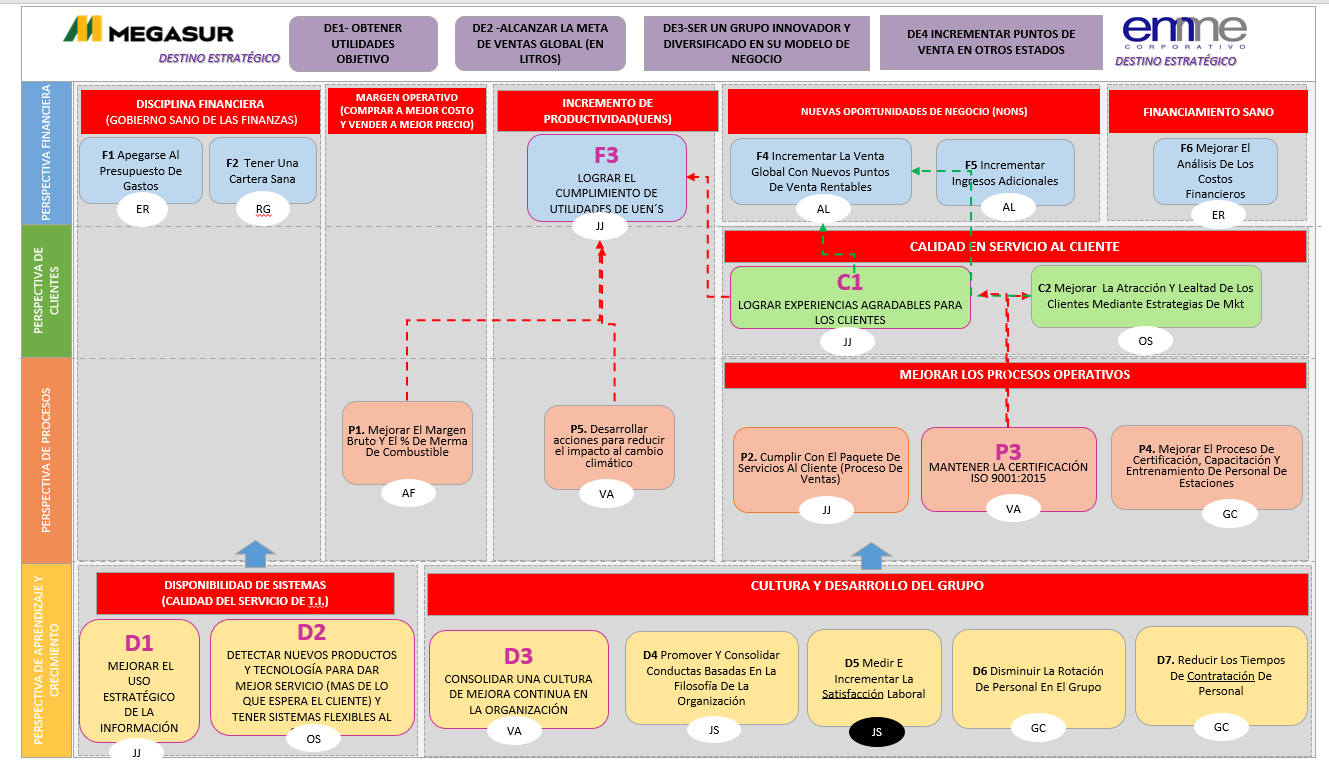 MEGASUR
DESTINO ESTRATÉGICO
DE1- OBTENER
UTILIDADES
OBJETIVO
DE2 -ALCANZAR LA META
DE VENTAS GLOBAL (EN
LITROS)
DE3-SER UN GRUPO INNOVADOR Y
DIVERSIFICADO EN SU MODELO DE
NEGOCIO
DE4 INCREMENTAR PUNTOS DE
VENTA EN OTROS ESTADOS
enme
CORPORATIVO
DESTINO ESTRATÉGICO
PERSPECTIVA FINANCIERA
DISCIPLINA FINANCIERA
(GOBIERNO SANO DE LAS FINANZAS)
MARGEN OPERATIVO
(COMPRAR A MEJOR COSTO
Y VENDER A MEJOR PRECIO)
INCREMENTO DE
PRODUCTIVIDAD(UENS)
NUEVAS OPORTUNIDADES DE NEGOCIO (NONS)
FINANCIAMIENTO SANO
F1 Apegarse Al
Presupuesto De
Gastos
ER
F2 Tener Una
Cartera Sana
RG
F3
LOGRAR EL
CUMPLIMIENTO DE
UTILIDADES DE UEN´S
JJ
F4 Incrementar La Venta
Global Con Nuevos Puntos
De Venta Rentables
AL
F5 Incrementar
Ingresos Adicionales
AL
F6 Mejorar El
Análisis De Los
Costos
Financieros
ER
PERSPECTIVA DE
CLIENTES
CALIDAD EN SERVICIO AL CLIENTE
C1
LOGRAR EXPERIENCIAS AGRADABLES PARA
LOS CLIENTES
JJ
C2 Mejorar La Atracción Y Lealtad De Los
Clientes Mediante Estrategias De Mkt
OS
PERSPECTIVA DE PROCESOS
MEJORAR LOS PROCESOS OPERATIVOS
P1. Mejorar El Margen
Bruto Y El % De Merma
De Combustible
AF
P5. Desarrollar
acciones para reducir
el impacto al cambio
climático
VA
P2. Cumplir Con El Paquete De
Servicios Al Cliente (Proceso De
Ventas)
JJ
P3
MANTENER LA CERTIFICACIÓN
ISO 9001:2015
VA
P4. Mejorar El Proceso De
Certificación, Capacitación Y
Entrenamiento De Personal De
Estaciones
GC
PERSPECTIVA DE APRENDIZAJE Y
CRECIMIENTO
DISPONIBILIDAD DE SISTEMAS
(CALIDAD DEL SERVICIO DE T.I.)
CULTURA Y DESARROLLO DEL GRUPO
D1
MEJORAR EL
USO
ESTRATÉGICO
DE LA
INFORMACIÓN
JJ
D2
DETECTAR NUEVOS PRODUCTOS
Y TECNOLOGÍA PARA DAR
MEJOR SERVICIO (MAS DE LO
QUE ESPERA EL CLIENTE) Y
TENER SISTEMAS FLEXIBLES AL
OS
D3
CONSOLIDAR UNA CULTURA
DE MEJORA CONTINUA EN
LA ORGANIZACIÓN
VA
D4 Promover Y Consolidar
Conductas Basadas En La
Filosofía De La
Organización
JS
D5 Medir E
Incrementar La
Satisfacción Laboral
JS
D6 Disminuir La Rotación
De Personal En El Grupo
GC
D7. Reducir Los Tiempos
De Contratación De
Personal
GC